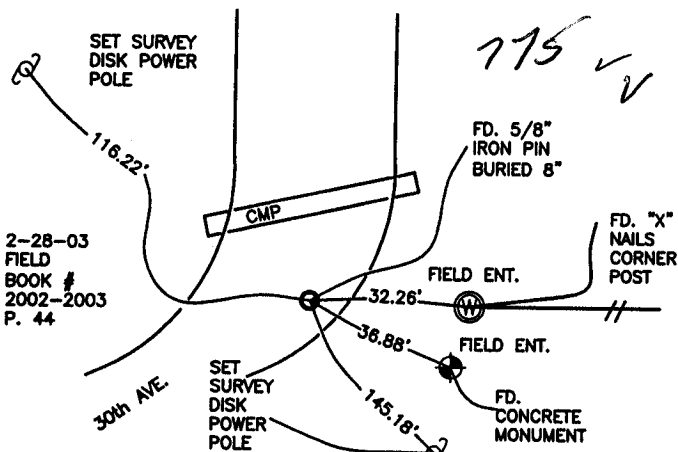 SET SURVEY
DISK POWER
POLE
775
116.22'
FD. 5/8"
IRON PIN
BURIED 8"
CMP
2-28-03
FIELD
BOOK #
2002-2003
P. 44
FD. "X"
NAILS
CORNER
POST
FIELD ENT.
32.26'
W
36.88'
FIELD ENT.
30th AVE.
SET
SURVEY
DISK
POWER
POLE
145.18'
FD.
CONCRETE
MONUMENT